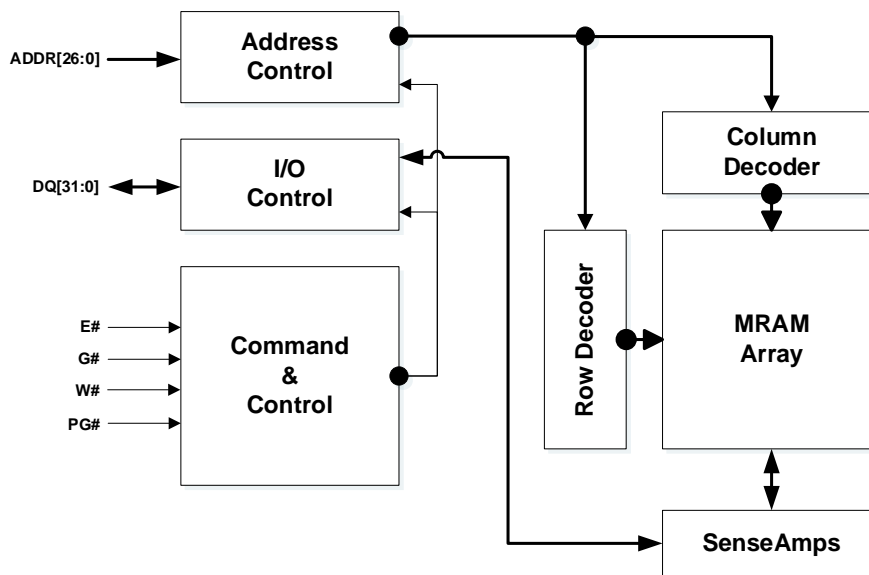 ADDR[26:0]
Address
Control
DQ[31:0]
I/O
Control
Column
Decoder
E#
G#
W#
PG#
Command
&
Control
Row Decoder
MRAM
Array
SenseAmps